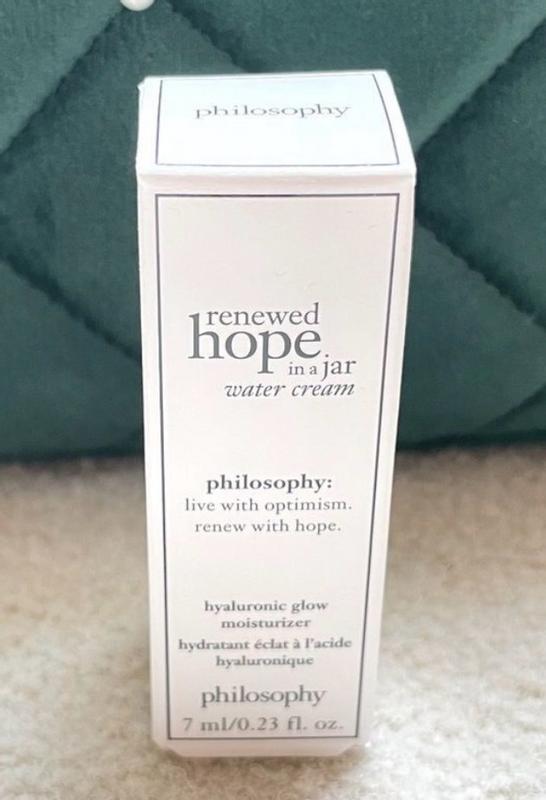 philosophy
renewed
hope
in a jar
water cream
philosophy:
live with optimism.
renew with hope.
hyaluronic glow
moisturizer
hydratant éclat à l'acide
hyaluronique
philosophy
7 ml/0.23 fl. oz.